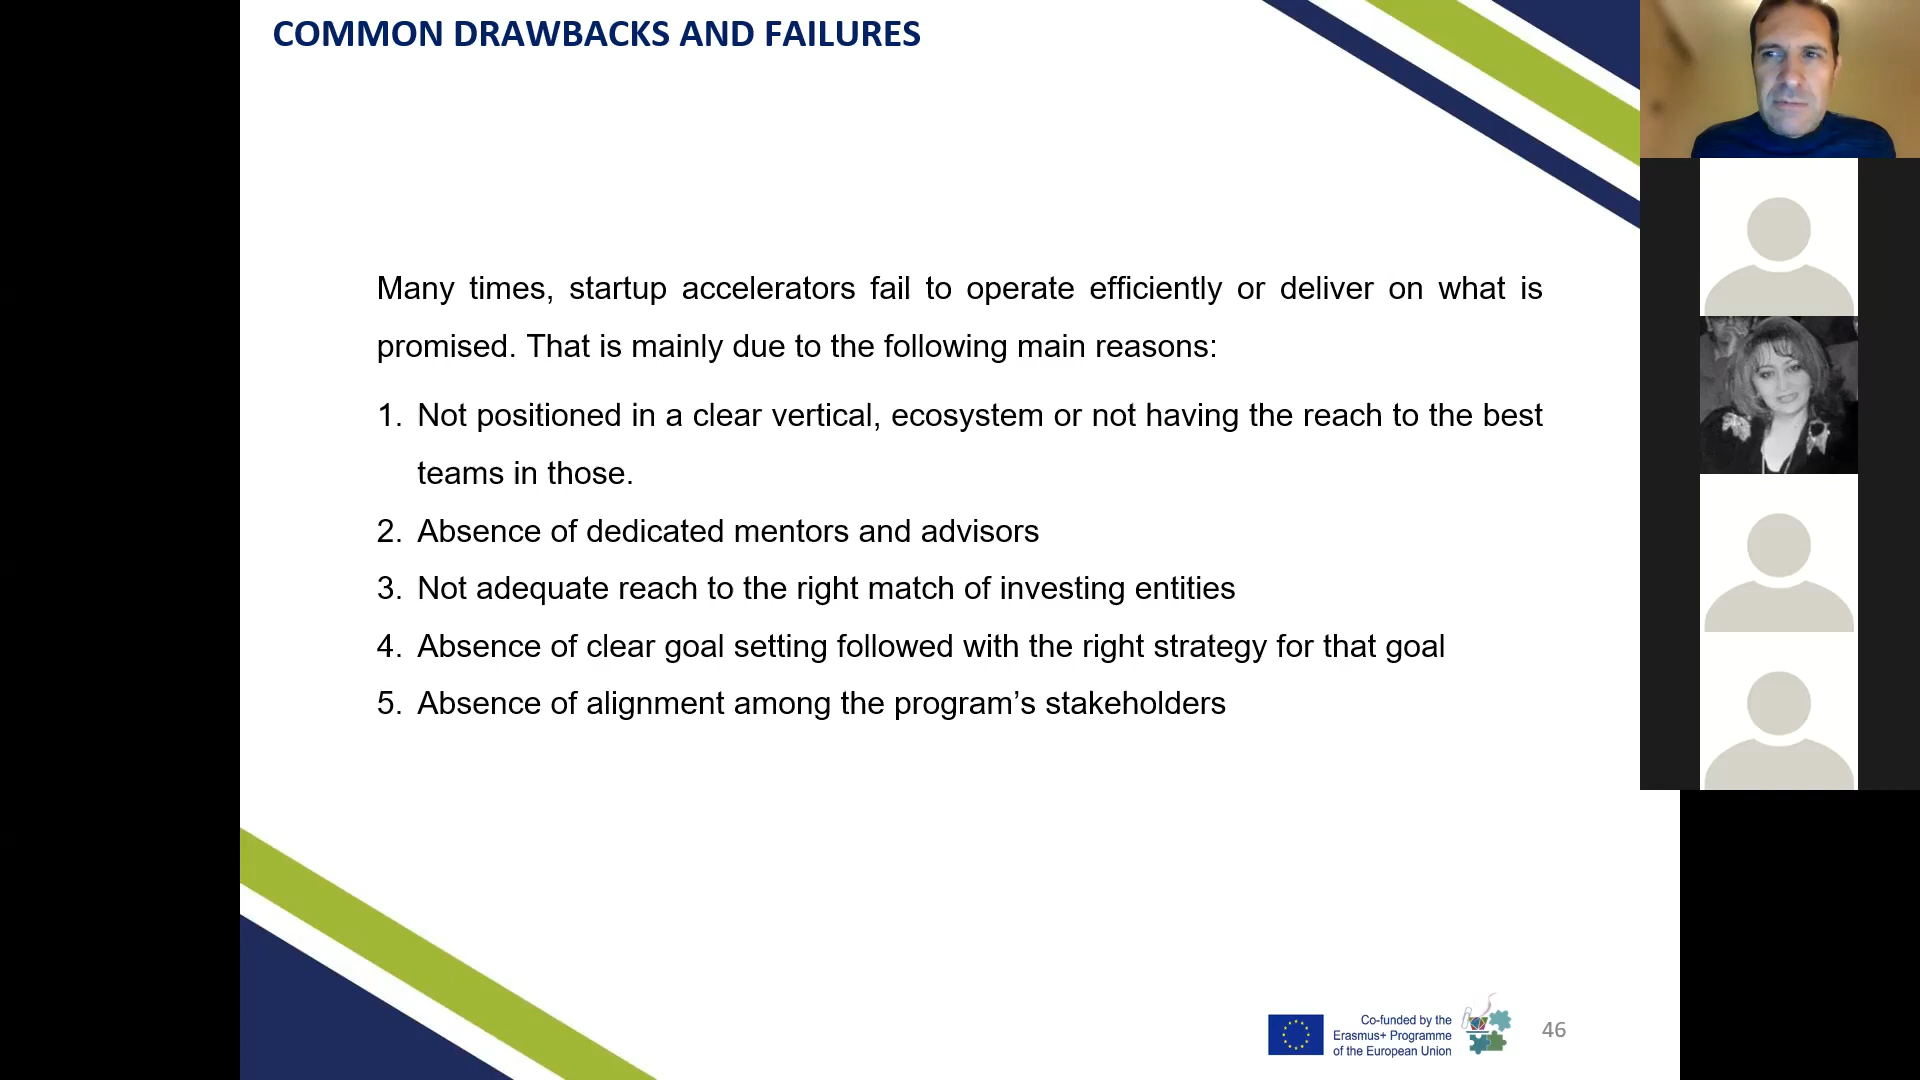 COMMON DRAWBACKS AND FAILURES
Many times, startup accelerators fail to operate efficiently or deliver on what is
promised. That is mainly due to the following main reasons:
1. Not positioned in a clear vertical, ecosystem or not having the reach to the best
teams in those.
2. Absence of dedicated mentors and advisors
3. Not adequate reach to the right match of investing entities
4. Absence of clear goal setting followed with the right strategy for that goal
5. Absence of alignment among the program’s stakeholders
Co-funded by the
Erasmus+ Programme
of the European Union
46